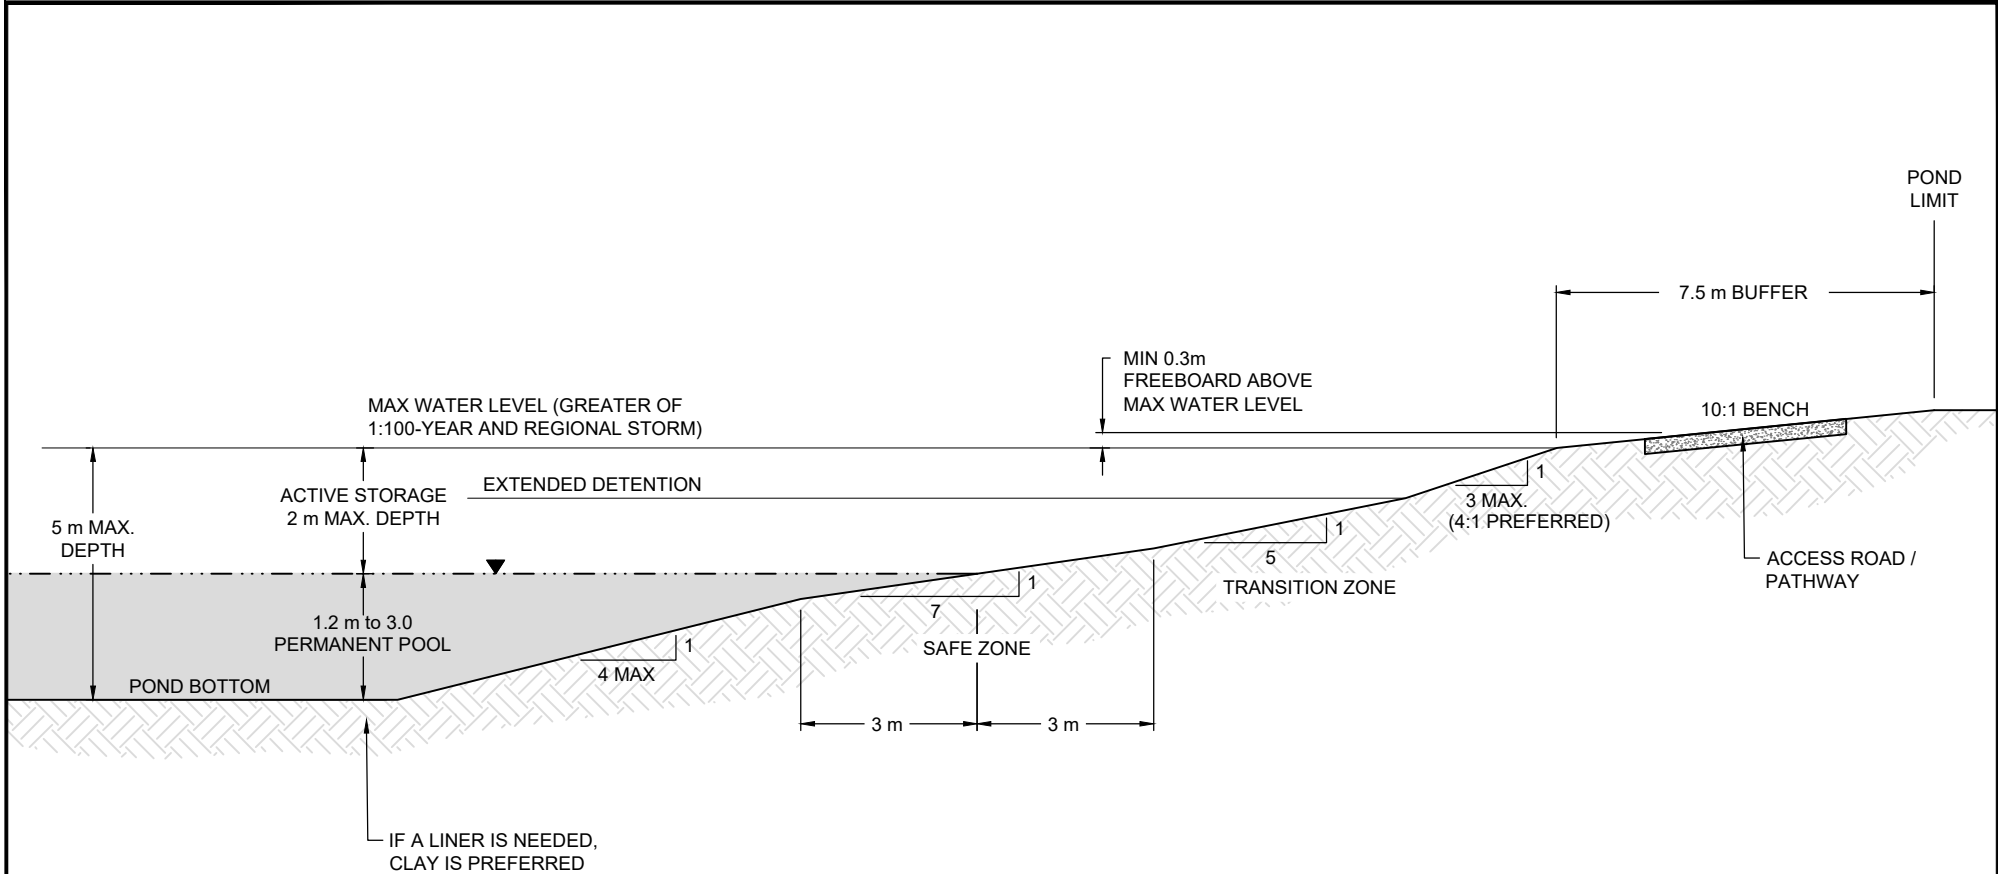 POND
LIMIT
7.5 m BUFFER
MIN 0.3m
FREEBOARD ABOVE
MAX WATER LEVEL
MAX WATER LEVEL (GREATER OF
1:100-YEAR AND REGIONAL STORM)
10:1 BENCH
EXTENDED DETENTION
ACTIVE STORAGE
2 m MAX. DEPTH
5 m MAX.
DEPTH
1
3 MAX.
(4:1 PREFERRED)
1
5
TRANSITION ZONE
ACCESS ROAD /
PATHWAY
1
7
SAFE ZONE
1.2 m to 3.0
PERMANENT POOL
1
4 MAX
POND BOTTOM
3 m
3 m
IF A LINER IS NEEDED,
CLAY IS PREFERRED